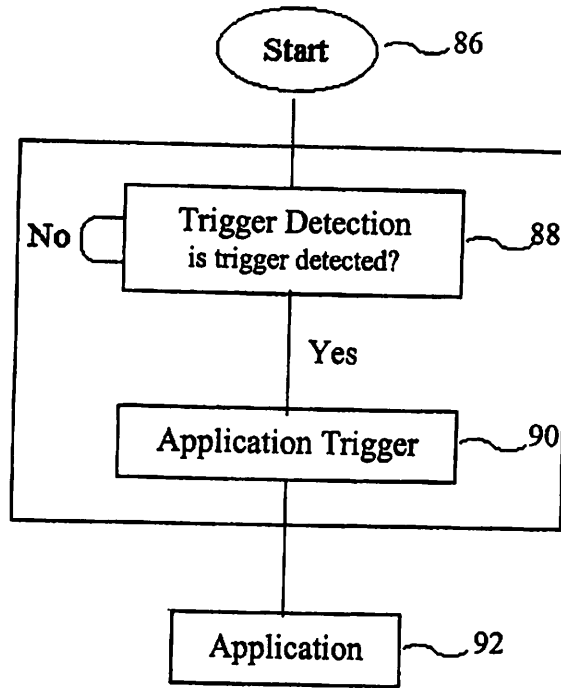 Start
86
Trigger Detection
is trigger detected?
No
88
Yes
Application Trigger
90
Application
92